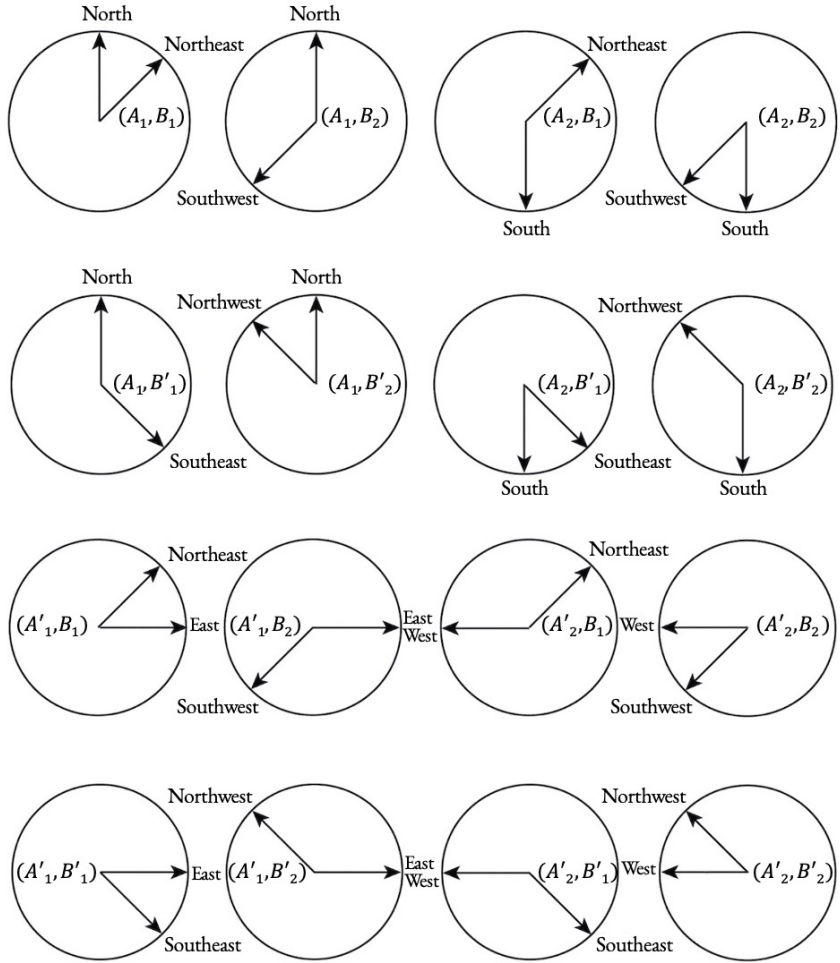 North
Northeast
(A₁,B₁)
North
(A₁,B₂)
Southwest
Northeast
(A₂,B₁)
South
(A₂,B₂)
Southwest
South
North
(A₁,B′₁)
Southeast
Northwest
North
(A₁,B′₂)
(A₂,B′₁)
Southeast
South
Northwest
(A₂,B′₂)
South
Northeast
(A′₁,B₁)
East
(A′₁,B₂)
East
Southwest
Northeast
West
(A′₂,B₁)
West
(A′₂,B₂)
Southwest
(A′₁,B′₁)
East
Southeast
Northwest
(A′₁,B′₂)
East
West
(A′₂,B′₁)
Southeast
Northwest
West
(A′₂,B′₂)